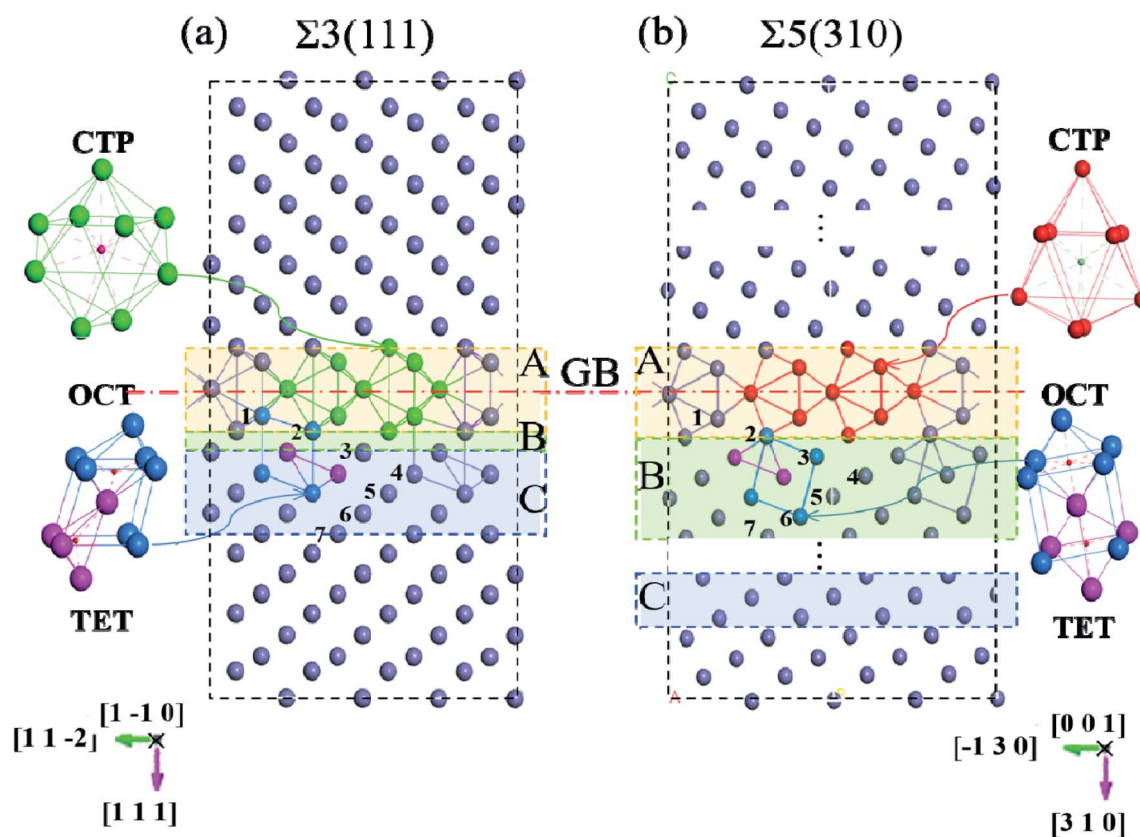 (a) Σ3(111)
(b) Σ5(310)
CTP
CTP
A
GB
A
OCT
OCT
1
2
B
3
4
C
5
6
7
1
2
3
B
4
5
6
7
C
TET
TET
[1 -1 0]
[1 1 -2]
[1 1 1]
[0 0 1]
[-1 3 0]
[3 1 0]
C
A